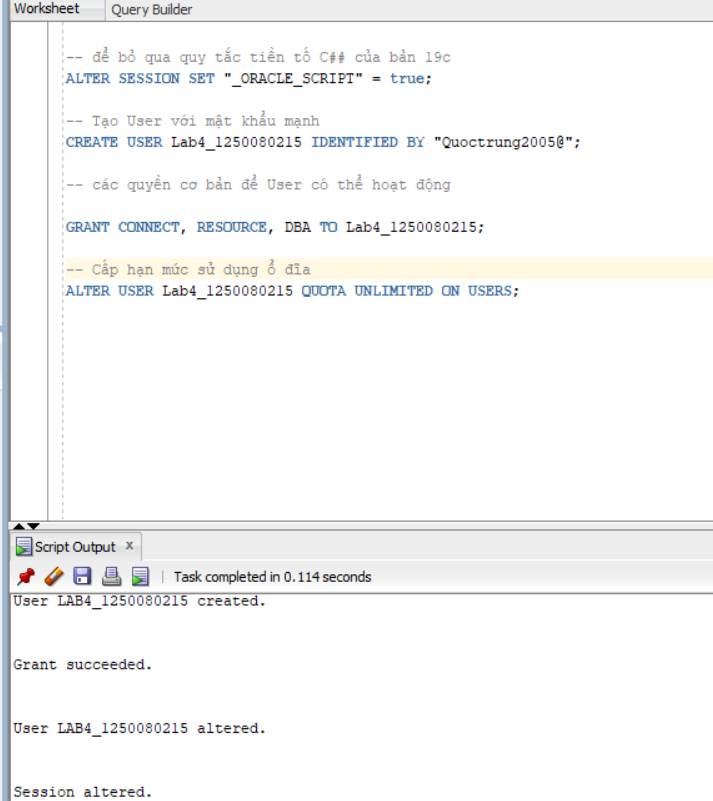 Worksheet Query Builder
-- để bỏ qua quy tắc tiền tố C## của bản 19c
ALTER SESSION SET "_ORACLE_SCRIPT" = true;
-- Tạo User với mật khẩu mạnh
CREATE USER Lab4_1250080215 IDENTIFIED BY "Quoctrung2005@";
-- các quyền cơ bản để User có thể hoạt động
GRANT CONNECT, RESOURCE, DBA TO Lab4_1250080215;
-- Cấp hạn mức sử dụng ổ đĩa
ALTER USER Lab4_1250080215 QUOTA UNLIMITED ON USERS;
Script Output x
Task completed in 0.114 seconds
User LAB4_1250080215 created.
Grant succeeded.
User LAB4_1250080215 altered.
Session altered.